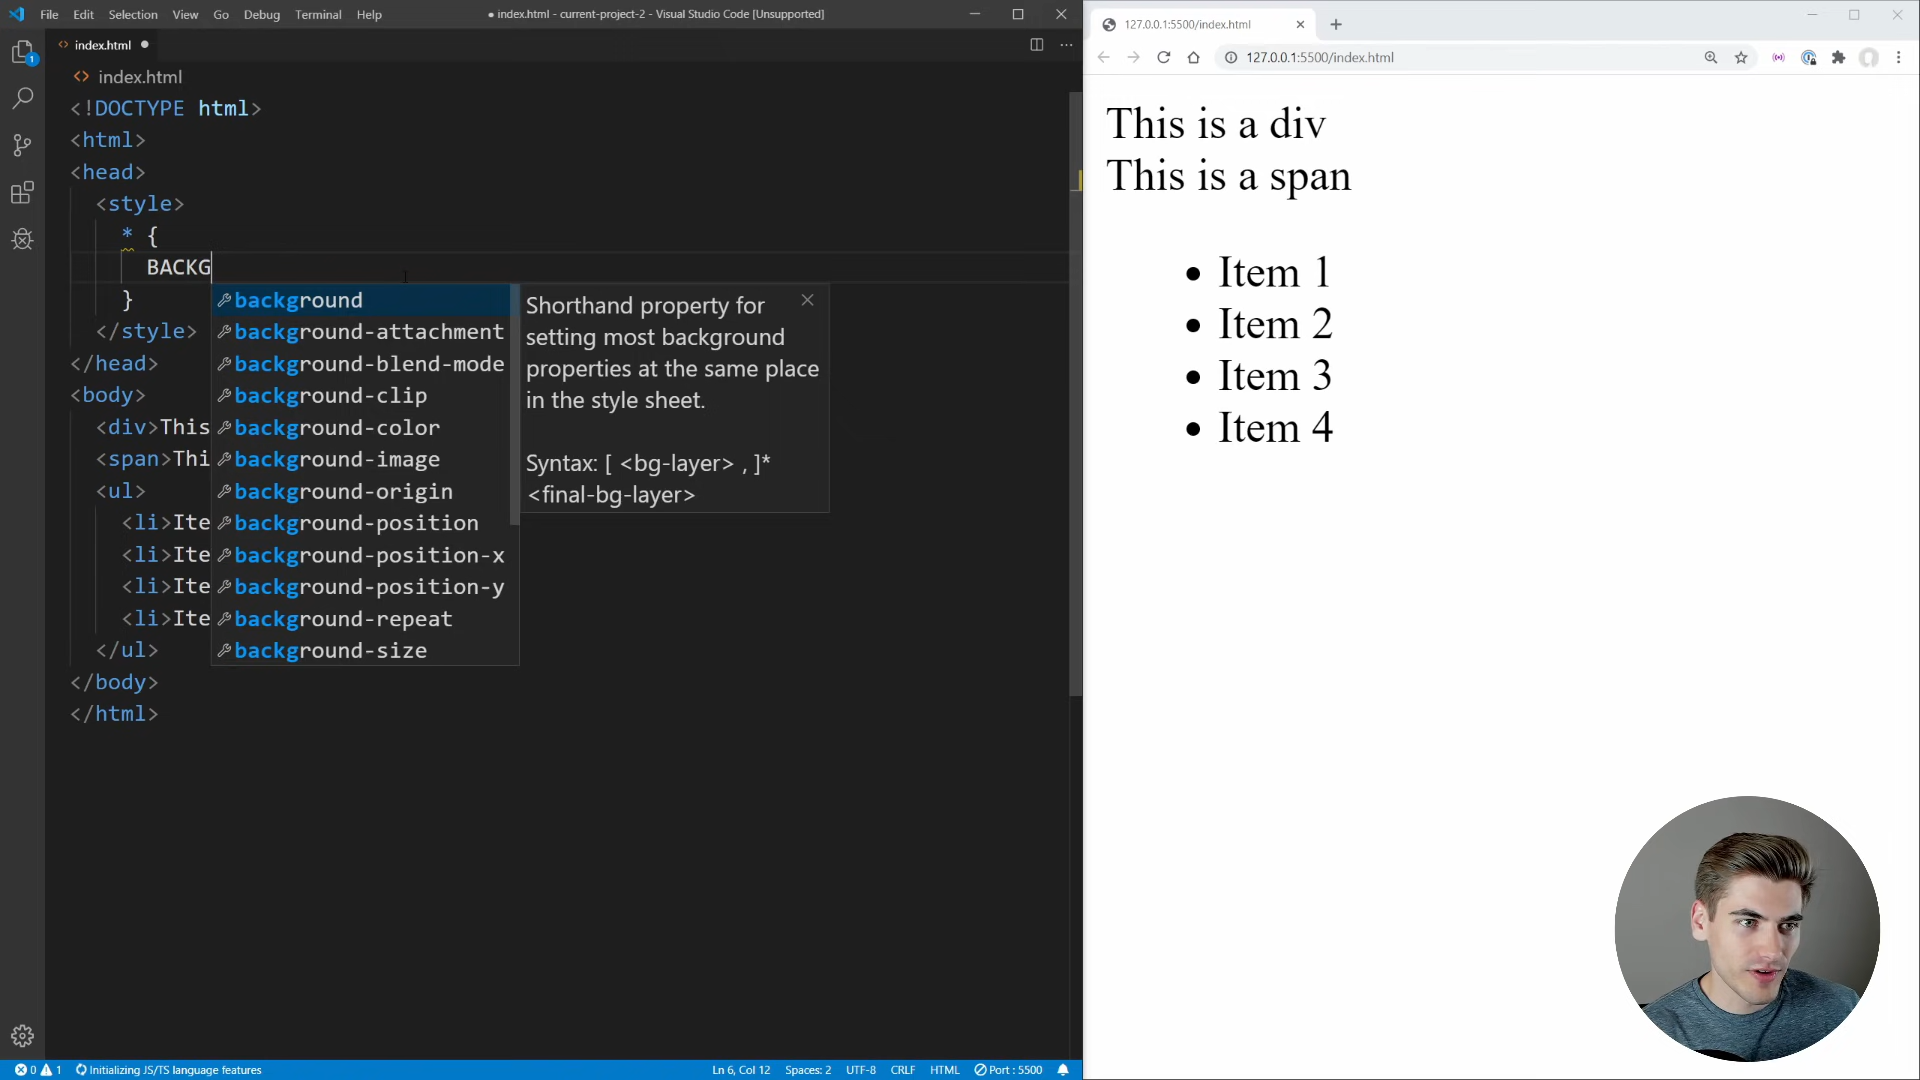 File Edit Selection View Go Debug Terminal Help
● index.html - current-project-2 - Visual Studio Code [Unsupported]
index.html
index.html
<!DOCTYPE html>
<html>
<head>
<style>
* {
BACKG
}
</style>
</head>
<body>
<div>This
<span>Thi
<ul>
<li>Ite
<li>Ite
<li>Ite
<li>Ite
</ul>
</body>
</html>
background
background-attachment
background-blend-mode
background-clip
background-color
background-image
background-origin
background-position
background-position-x
background-position-y
background-repeat
background-size
Shorthand property for
setting most background
properties at the same place
in the style sheet.
Syntax: [ <bg-layer> , ]*
<final-bg-layer>
1
0 1 Initializing JS/TS language features
Ln 6, Col 12 Spaces: 2 UTF-8 CRLF HTML Port : 5500
127.0.0.1:5500/index.html
127.0.0.1:5500/index.html
This is a div
This is a span
• Item 1
• Item 2
• Item 3
• Item 4